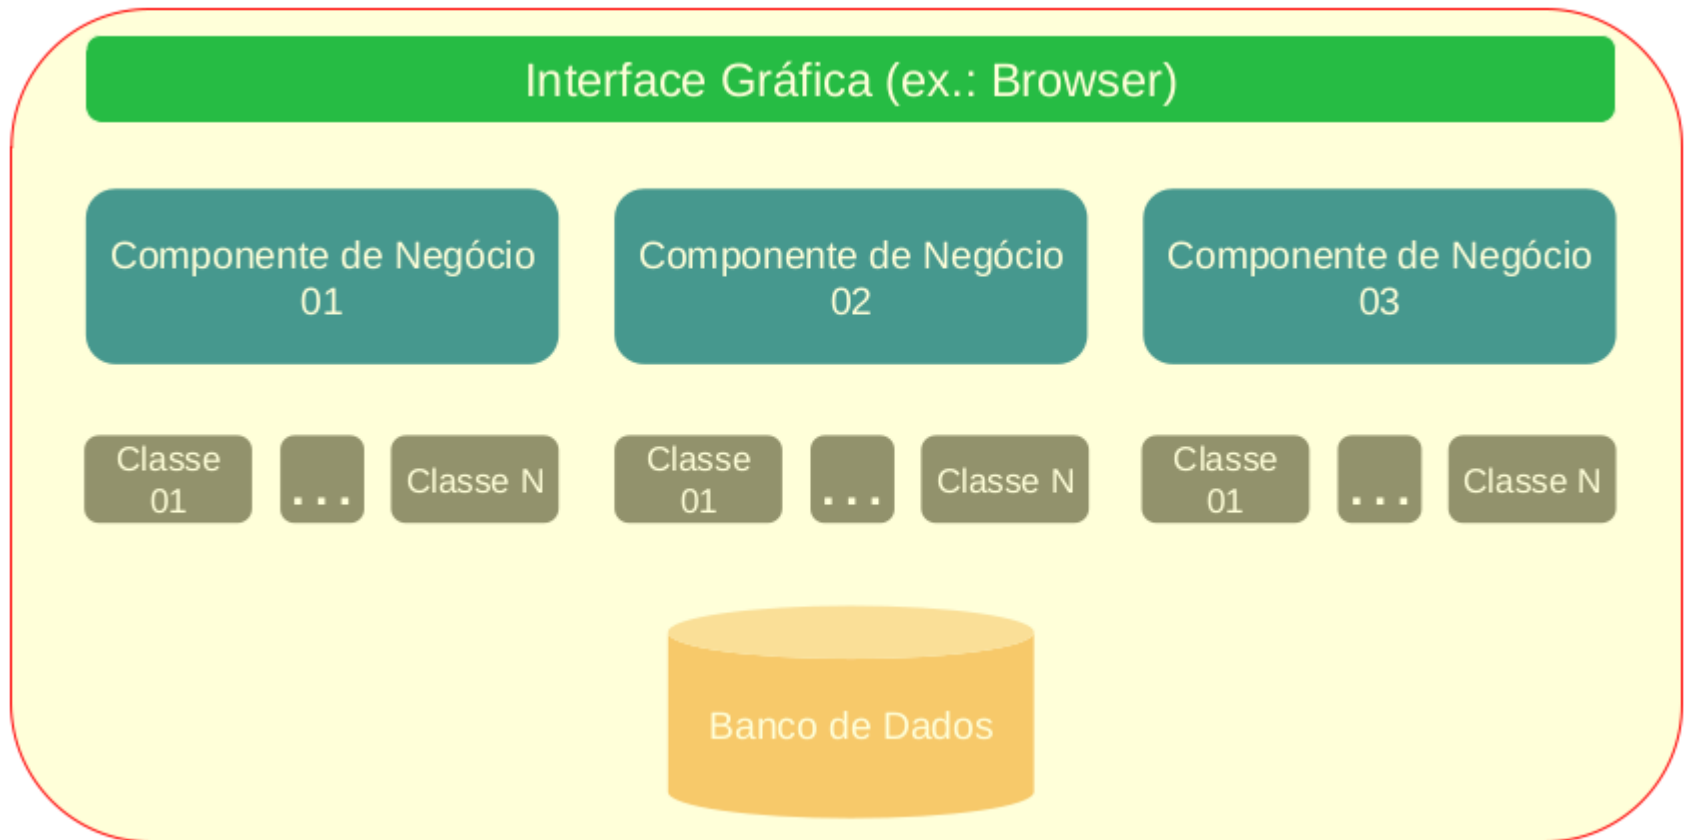 Interface Gráfica (ex.: Browser)
Componente de Negócio
01
Componente de Negócio
02
Componente de Negócio
03
Classe
01
...
Classe N
Classe
01
...
Classe N
Classe
01
...
Classe N
Banco de Dados